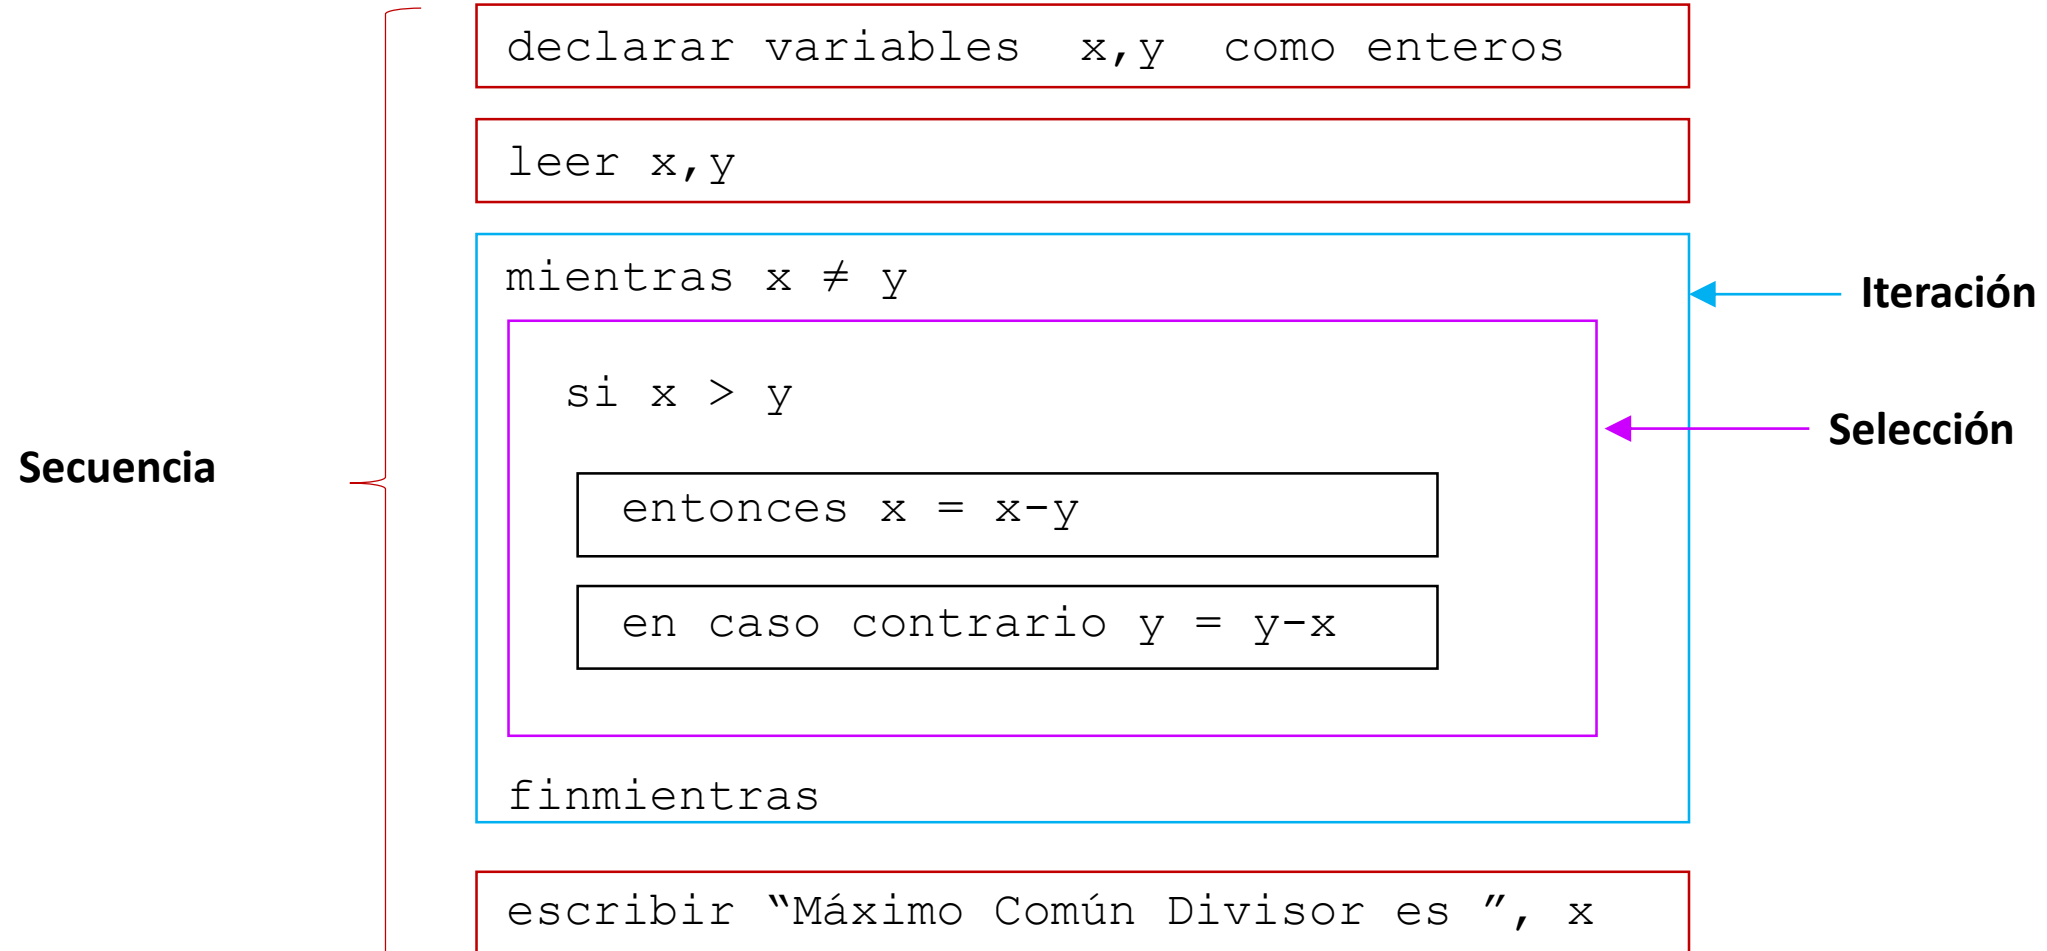 declarar variables x,y como enteros
leer x,y
mientras x ≠ y
Iteración
si x > y
Selección
Secuencia
entonces x = x-y
en caso contrario y = y-x
finmientras
escribir “Máximo Común Divisor es ”, x